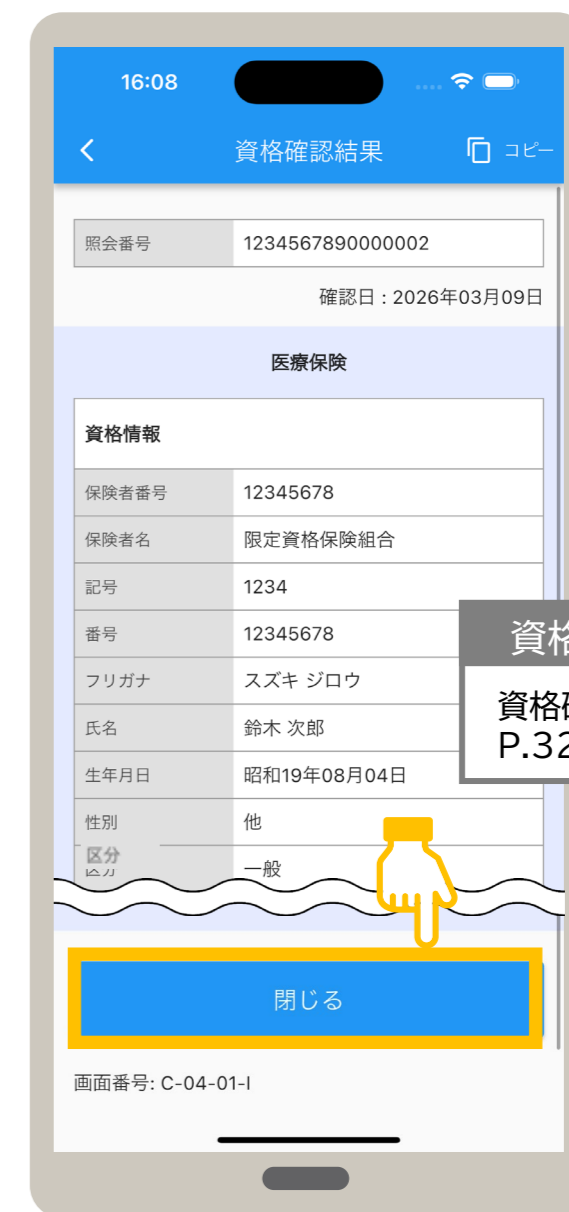 16:08
資格確認結果 コピー
照会番号 1234567890000002
確認日 : 2026年03月09日
医療保険
資格情報
保険者番号 12345678
保険者名 限定資格保険組合
記号 1234
番号 12345678
資格
フリガナ スズキ ジロウ
資格確
P.32
氏名 鈴木 次郎
生年月日 昭和19年08月04日
性別 他
区分 一般
閉じる
画面番号: C-04-01-I